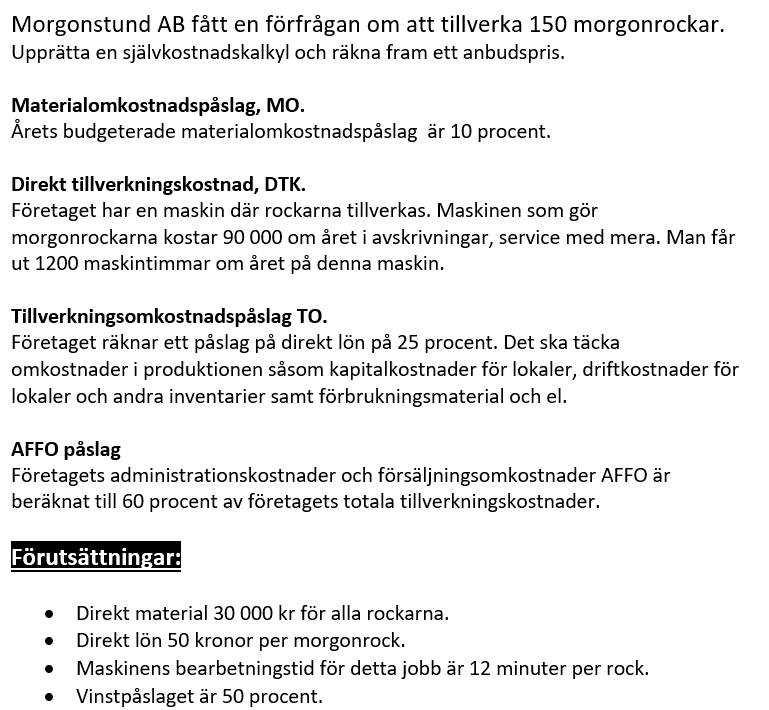 Morgonstund AB fått en förfrågan om att tillverka 150 morgonrockar.
Upprätta en självkostnadskalkyl och räkna fram ett anbudspris.
Materialomkostnadspåslag, MO.
Årets budgeterade materialomkostnadspåslag  är 10 procent.
Direkt tillverkningskostnad, DTK.
Företaget har en maskin där rockarna tillverkas. Maskinen som gör
morgonrockarna kostar 90 000 om året i avskrivningar, service med mera. Man får
ut 1200 maskintimmar om året på denna maskin.
Tillverkningsomkostnadspåslag TO.
Företaget räknar ett påslag på direkt lön på 25 procent. Det ska täcka
omkostnader i produktionen såsom kapitalkostnader för lokaler, driftkostnader för
lokaler och andra inventarier samt förbrukningsmaterial och el.
AFFO påslag
Företagets administrationskostnader och försäljningsomkostnader AFFO är
beräknat till 60 procent av företagets totala tillverkningskostnader.
Förutsättningar:
• Direkt material 30 000 kr för alla rockarna.
• Direkt lön 50 kronor per morgonrock.
• Maskinens bearbetningstid för detta jobb är 12 minuter per rock.
• Vinstpåslaget är 50 procent.